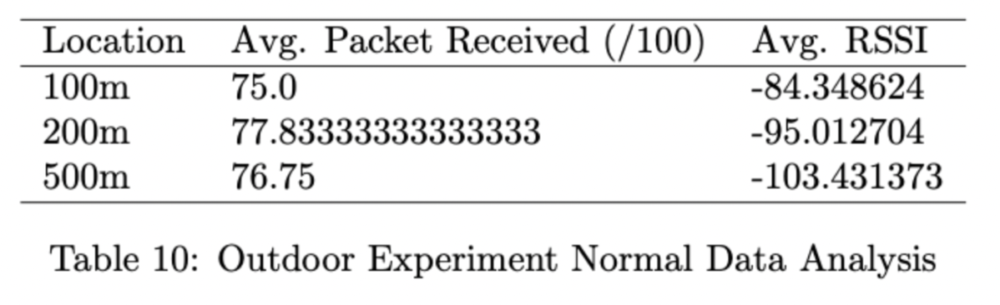 Location Avg. Packet Received (/100) Avg. RSSI
100m 75.0 -84.348624
200m 77.83333333333333 -95.012704
500m 76.75 -103.431373
Table 10: Outdoor Experiment Normal Data Analysis